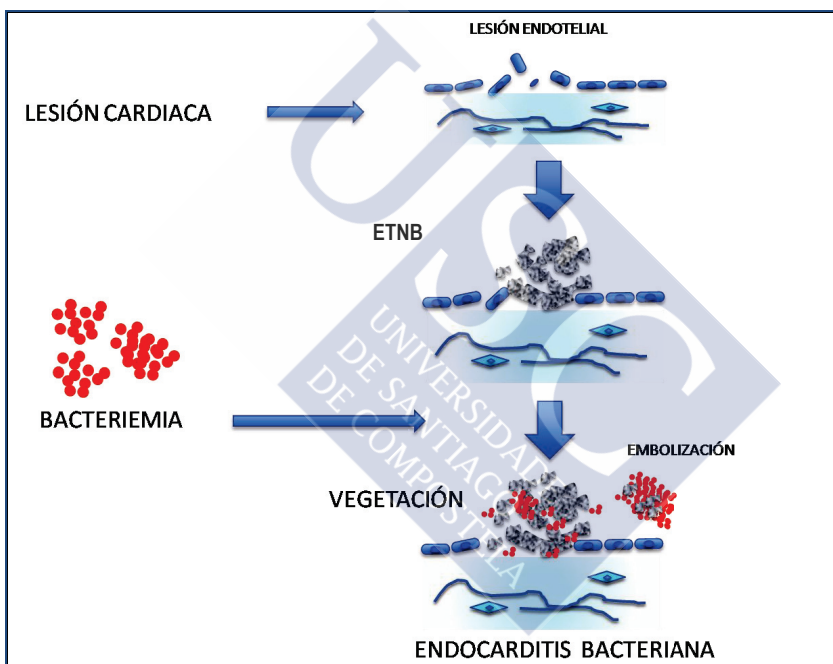 LESIÓN ENDOTELIAL
LESIÓN CARDIACA
ETNB
BACTERIEMIA
EMBOLIZACIÓN
VEGETACIÓN
ENDOCARDITIS BACTERIANA
USC
UNIVERSIDADE
DE SANTIAGO
DE COMPOSTELA